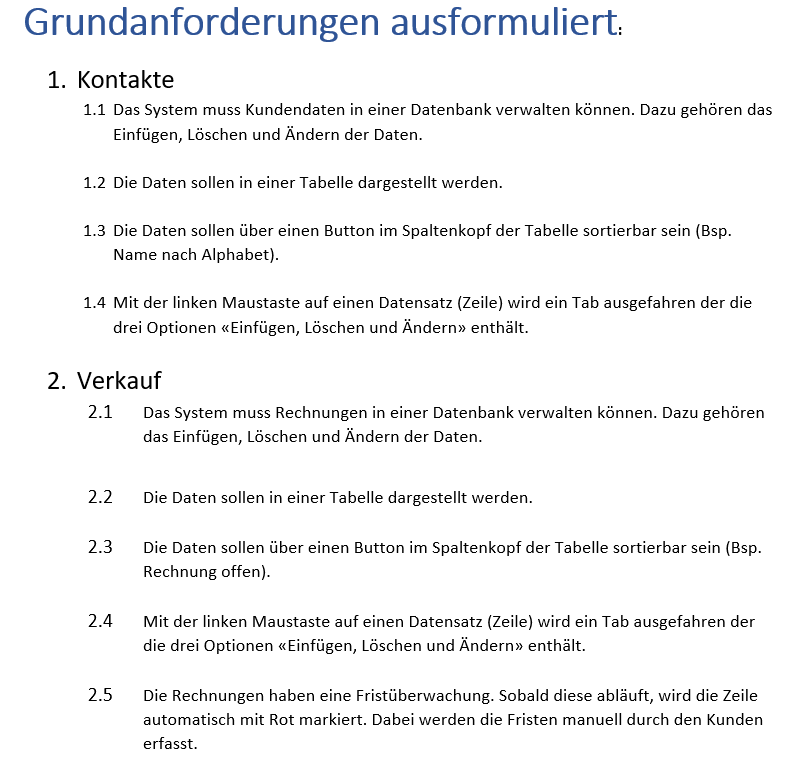 Grundanforderungen ausformuliert:
1. Kontakte
1.1 Das System muss Kundendaten in einer Datenbank verwalten können. Dazu gehören das
Einfügen, Löschen und Ändern der Daten.
1.2 Die Daten sollen in einer Tabelle dargestellt werden.
1.3 Die Daten sollen über einen Button im Spaltenkopf der Tabelle sortierbar sein (Bsp.
Name nach Alphabet).
1.4 Mit der linken Maustaste auf einen Datensatz (Zeile) wird ein Tab ausgefahren der die
drei Optionen «Einfügen, Löschen und Ändern» enthält.
2. Verkauf
2.1 Das System muss Rechnungen in einer Datenbank verwalten können. Dazu gehören
das Einfügen, Löschen und Ändern der Daten.
2.2 Die Daten sollen in einer Tabelle dargestellt werden.
2.3 Die Daten sollen über einen Button im Spaltenkopf der Tabelle sortierbar sein (Bsp.
Rechnung offen).
2.4 Mit der linken Maustaste auf einen Datensatz (Zeile) wird ein Tab ausgefahren der
die drei Optionen «Einfügen, Löschen und Ändern» enthält.
2.5 Die Rechnungen haben eine Fristüberwachung. Sobald diese abläuft, wird die Zeile
automatisch mit Rot markiert. Dabei werden die Fristen manuell durch den Kunden
erfasst.